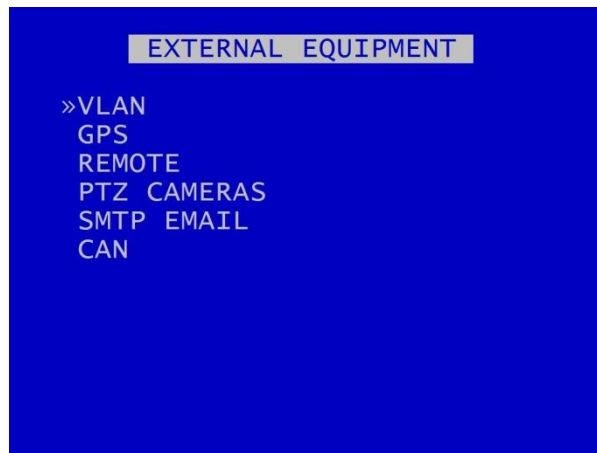 EXTERNAL EQUIPMENT
»VLAN
GPS
REMOTE
PTZ CAMERAS
SMTP EMAIL
CAN